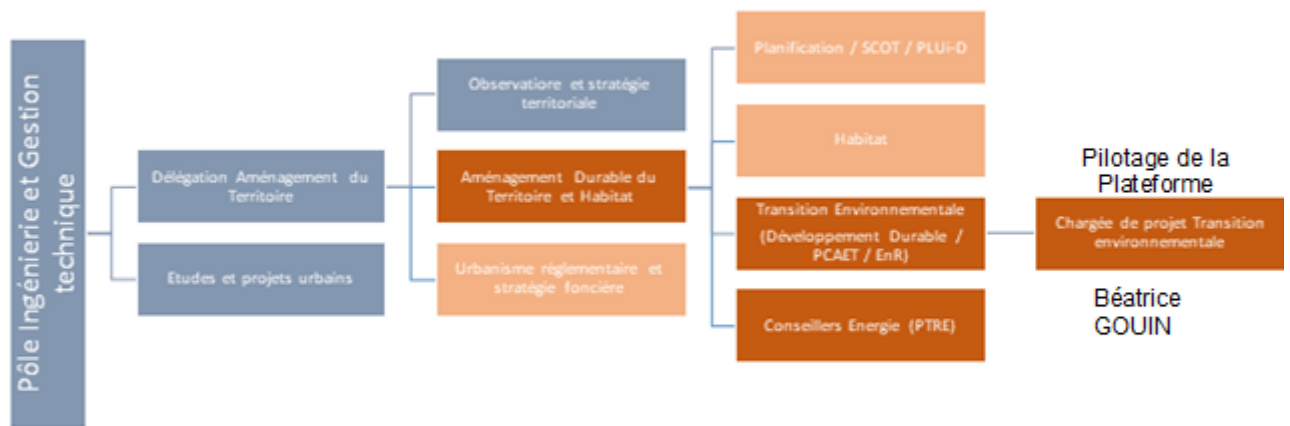 Pôle Ingénierie et Gestion
technique
Délégation Aménagement du
Territoire
Etudes et projets urbains
Observatiore et stratégie
territoriale
Aménagement Durable du
Territoire et Habitat
Urbanisme règlementaire et
stratégie foncière
Planification / SCOT / PLUi-D
Habitat
Transition Environnementale
(Développement Durable /
PCAET / EnR)
Conseillers Energie (PTRE)
Pilotage de la
Plateforme
Chargée de projet Transition
environnementale
Béatrice
GOUIN